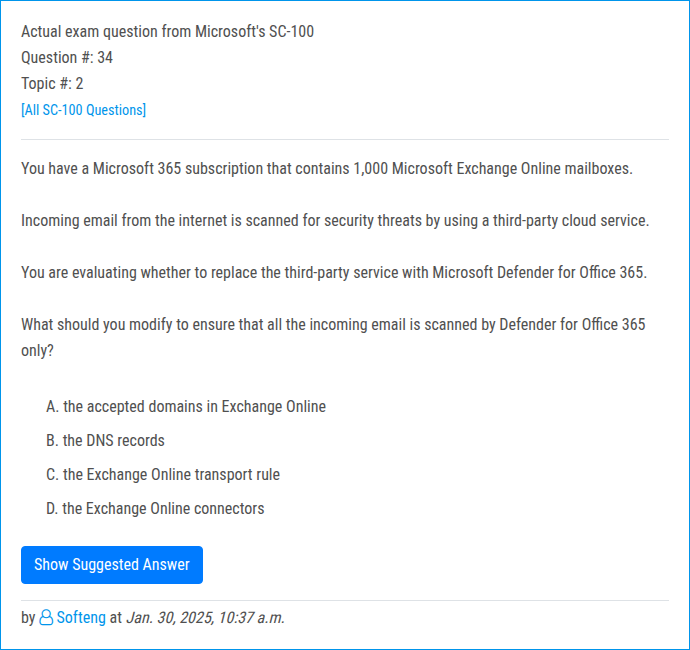 Actual exam question from Microsoft's SC-100
Question #: 34
Topic #: 2
[All SC-100 Questions]
You have a Microsoft 365 subscription that contains 1,000 Microsoft Exchange Online mailboxes.
Incoming email from the internet is scanned for security threats by using a third-party cloud service.
You are evaluating whether to replace the third-party service with Microsoft Defender for Office 365.
What should you modify to ensure that all the incoming email is scanned by Defender for Office 365
only?
A. the accepted domains in Exchange Online
B. the DNS records
C. the Exchange Online transport rule
D. the Exchange Online connectors
Show Suggested Answer
by Softeng at Jan. 30, 2025, 10:37 a.m.